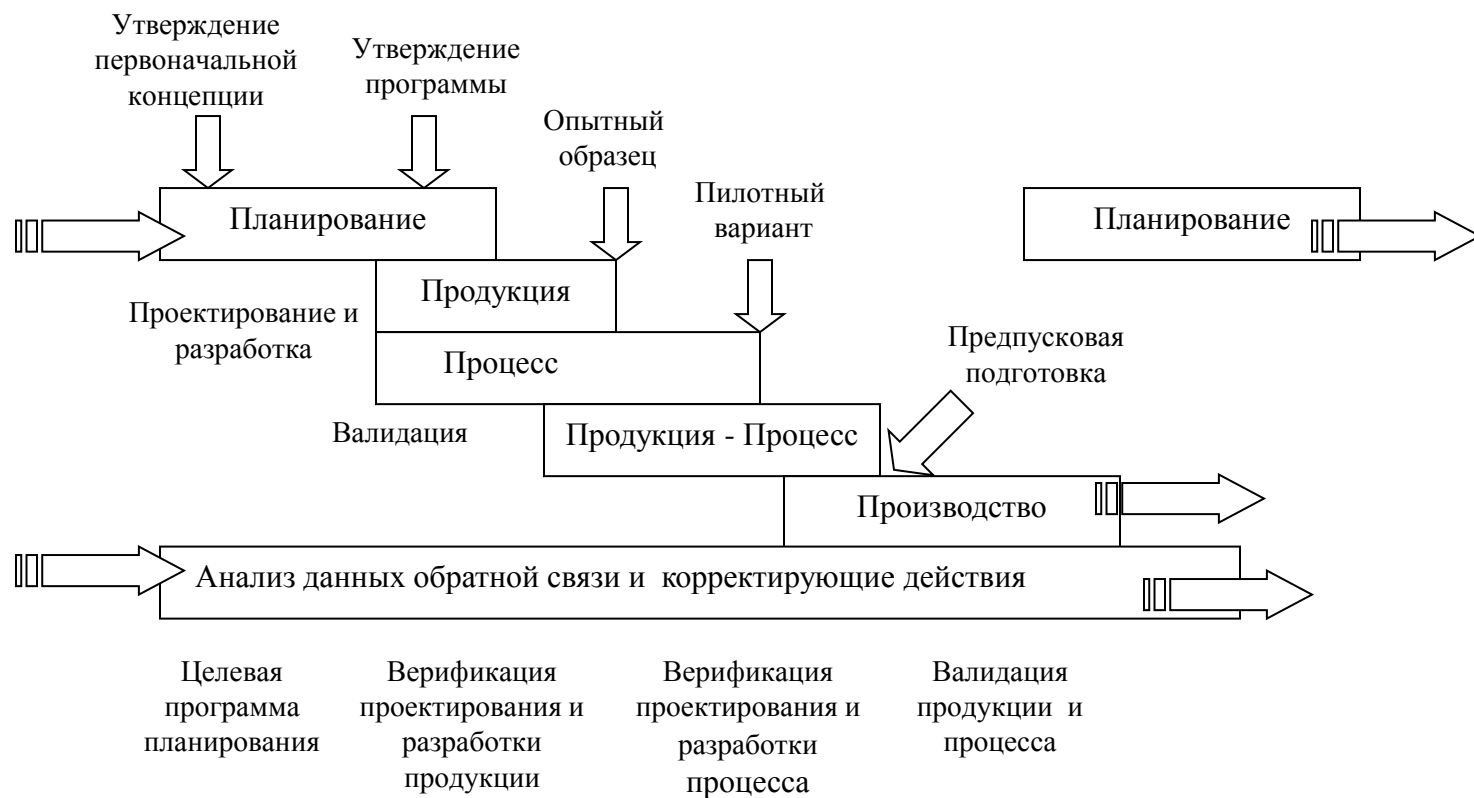 Утверждение
первоначальной
концепции
Утверждение
программы
Опытный
образец
Пилотный
вариант
Планирование
Планирование
Продукция
Проектирование и
разработка
Процесс
Предпусковая
подготовка
Валидация
Продукция - Процесс
Производство
Анализ данных обратной связи и корректирующие действия
Целевая
программа
планирования
Верификация
проектирования и
разработки
продукции
Верификация
проектирования и
разработки
процесса
Валидация
продукции и
процесса